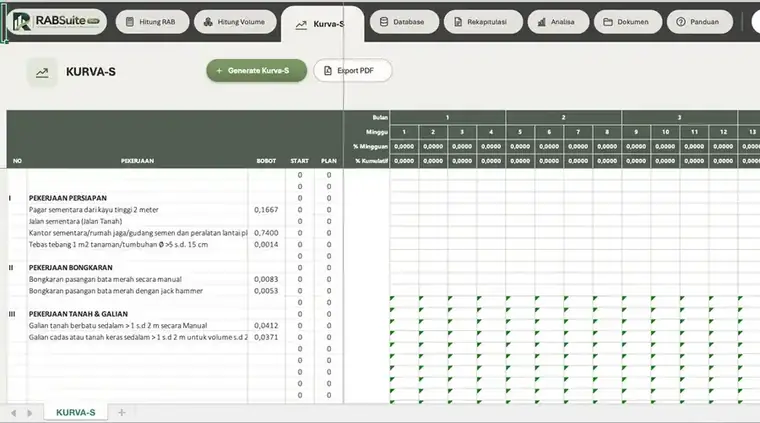 RABSuite
Hitung RAB
Hitung Volume
Kurva-S
Database
Rekapitulasi
Analisa
Dokumen
Panduan
KURVA-S
+ Generate Kurva-S
Export PDF
Bulan 1 2 3
Minggu 1 2 3 4 5 6 7 8 9 10 11 12 13
% Mingguan 0,0000 0,0000 0,0000 0,0000 0,0000 0,0000 0,0000 0,0000 0,0000 0,0000 0,0000 0,0000 0,000
NO PEKERJAAN BOBOT START PLAN % Kumulatif 0,0000 0,0000 0,0000 0,0000 0,0000 0,0000 0,0000 0,0000 0,0000 0,0000 0,0000 0,0000 0,000
0 0
0 0
I PEKERJAAN PERSIAPAN 0 0
Pagar sementara dari kayu tinggi 2 meter 0,1667 0 0
Jalan sementara (Jalan Tanah) 0 0
Kantor sementara/rumah jaga/gudang semen dan peralatan lantai pl 0,7400 0 0
Tebas tebang 1 m2 tanaman/tumbuhan Ø >5 s.d. 15 cm 0,0014 0 0
0 0
II PEKERJAAN BONGKARAN 0 0
Bongkaran pasangan bata merah secara manual 0,0083 0 0
Bongkaran pasangan bata merah dengan jack hammer 0,0053 0 0
0 0
III PEKERJAAN TANAH & GALIAN 0 0
Galian tanah berbatu sedalam > 1 s.d 2 m secara Manual 0,0412 0 0
Galian cadas atau tanah keras sedalam > 1 s.d 2 m untuk volume s.d 2 0,0371 0 0
0 0
0 0
0 0
0 0
0 0
KURVA-S +